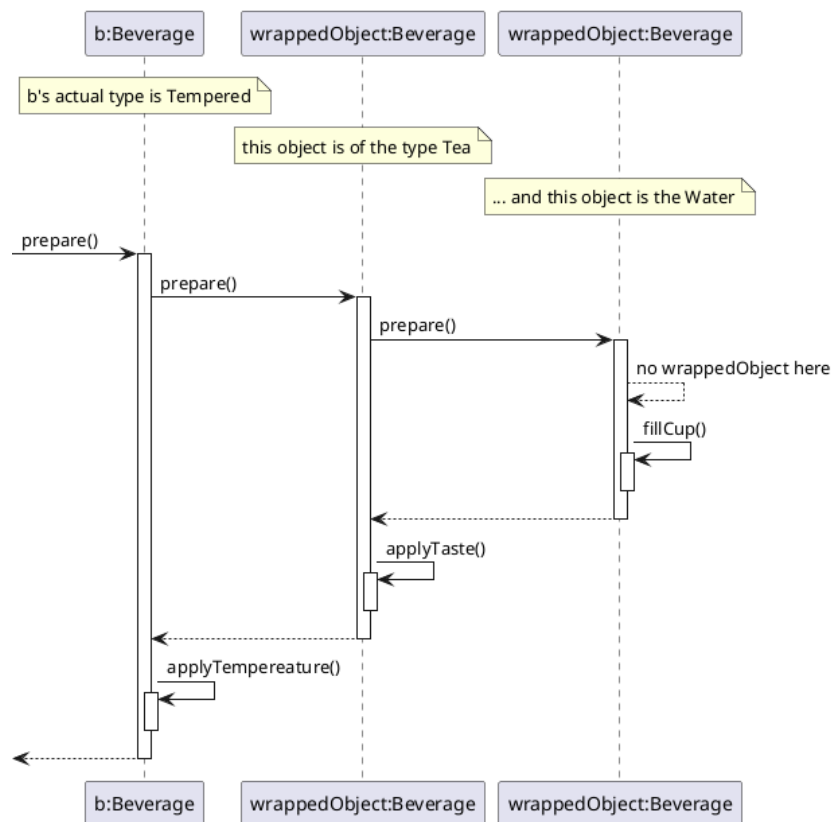 b:Beverage
wrappedObject:Beverage
wrappedObject:Beverage
b's actual type is Tempered
this object is of the type Tea
... and this object is the Water
prepare()
prepare()
prepare()
no wrappedObject here
fillCup()
applyTaste()
applyTempereature()
b:Beverage
wrappedObject:Beverage
wrappedObject:Beverage